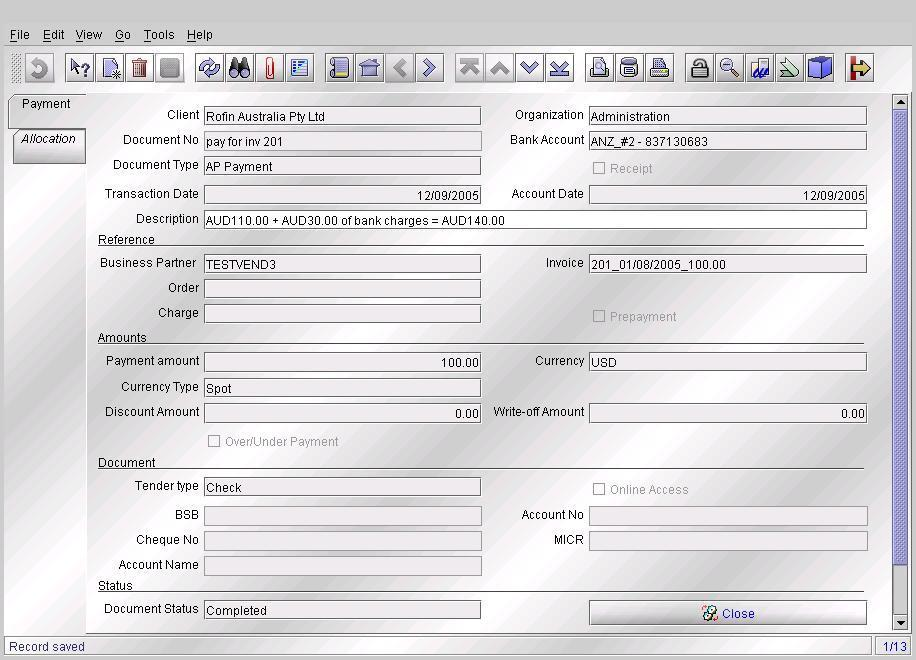 File Edit View Go Tools Help
Payment
Allocation
Client Rofin Australia Pty Ltd Organization Administration
Document No pay for inv 201 Bank Account ANZ_#2 - 837130683
Document Type AP Payment Receipt
Transaction Date 12/09/2005 Account Date 12/09/2005
Description AUD110.00 + AUD30.00 of bank charges = AUD140.00
Reference
Business Partner TESTVEND3 Invoice 201_01/08/2005_100.00
Order
Charge Prepayment
Amounts
Payment amount 100.00 Currency USD
Currency Type Spot
Discount Amount 0.00 Write-off Amount 0.00
Over/Under Payment
Document
Tender type Check Online Access
BSB Account No
Cheque No MICR
Account Name
Status
Document Status Completed Close
Record saved 1/13